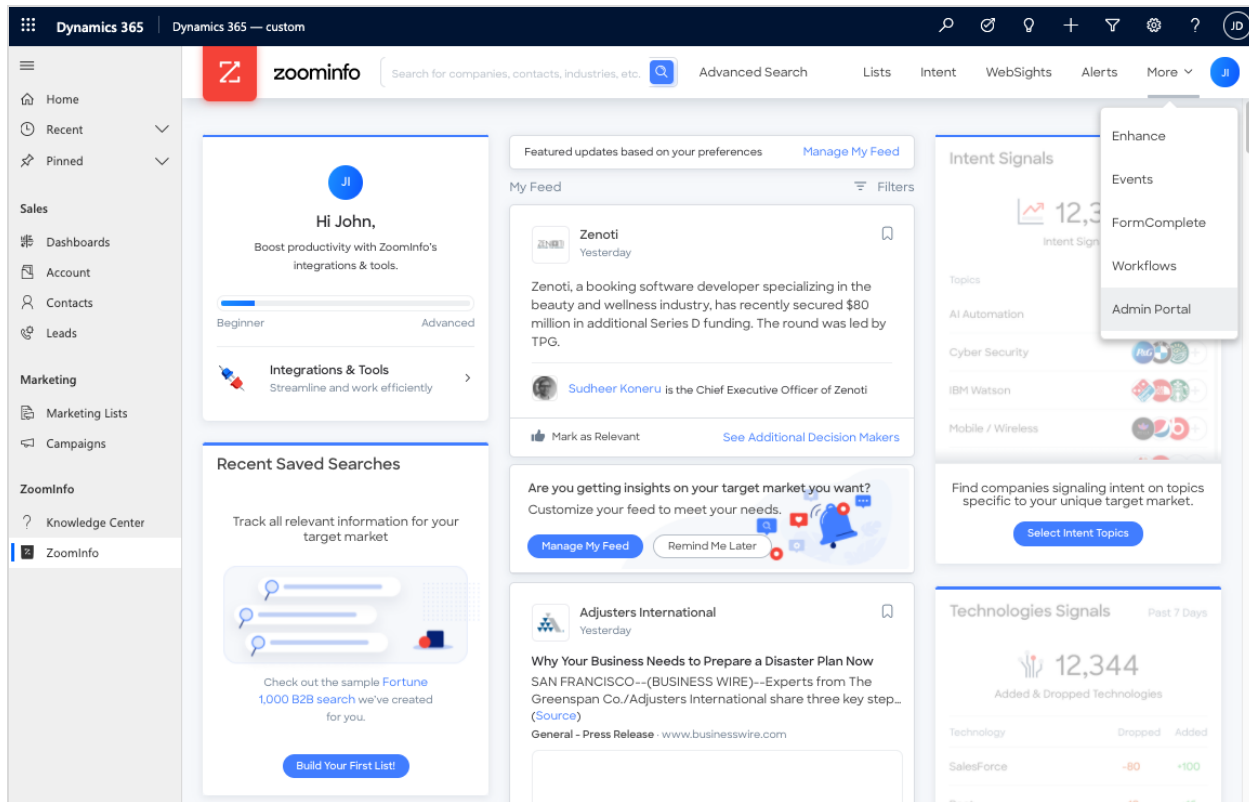 Dynamics 365
Dynamics 365 — custom
JD
Home
Recent
Pinned
Sales
Dashboards
Account
Contacts
Leads
Marketing
Marketing Lists
Campaigns
ZoomInfo
Knowledge Center
ZoomInfo
zoominfo
Search for companies, contacts, industries, etc.
Advanced Search
Lists
Intent
WebSights
Alerts
More
JI
Enhance
Events
FormComplete
Workflows
Admin Portal
JI
Hi John,
Boost productivity with ZoomInfo's
integrations & tools.
Beginner
Advanced
Integrations & Tools
Streamline and work efficiently
Recent Saved Searches
Track all relevant information for your
target market
Check out the sample Fortune
1,000 B2B search we've created
for you.
Build Your First List!
Featured updates based on your preferences
Manage My Feed
My Feed
Filters
ZENOTI
Zenoti
Yesterday
Zenoti, a booking software developer specializing in the
beauty and wellness industry, has recently secured $80
million in additional Series D funding. The round was led by
TPG.
Sudheer Koneru is the Chief Executive Officer of Zenoti
Mark as Relevant
See Additional Decision Makers
Are you getting insights on your target market you want?
Customize your feed to meet your needs.
Manage My Feed
Remind Me Later
Adjusters International
Yesterday
Why Your Business Needs to Prepare a Disaster Plan Now
SAN FRANCISCO--(BUSINESS WIRE)--Experts from The
Greenspan Co./Adjusters International share three key step...
(Source)
General - Press Release · www.businesswire.com
Intent Signals
12,3
Intent Sign
Topics
AI Automation
Cyber Security
P&G
IBM Watson
Mobile / Wireless
Find companies signaling intent on topics
specific to your unique target market.
Select Intent Topics
Technologies Signals
Past 7 Days
12,344
Added & Dropped Technologies
Technology
Dropped
Added
SalesForce
-80
+100